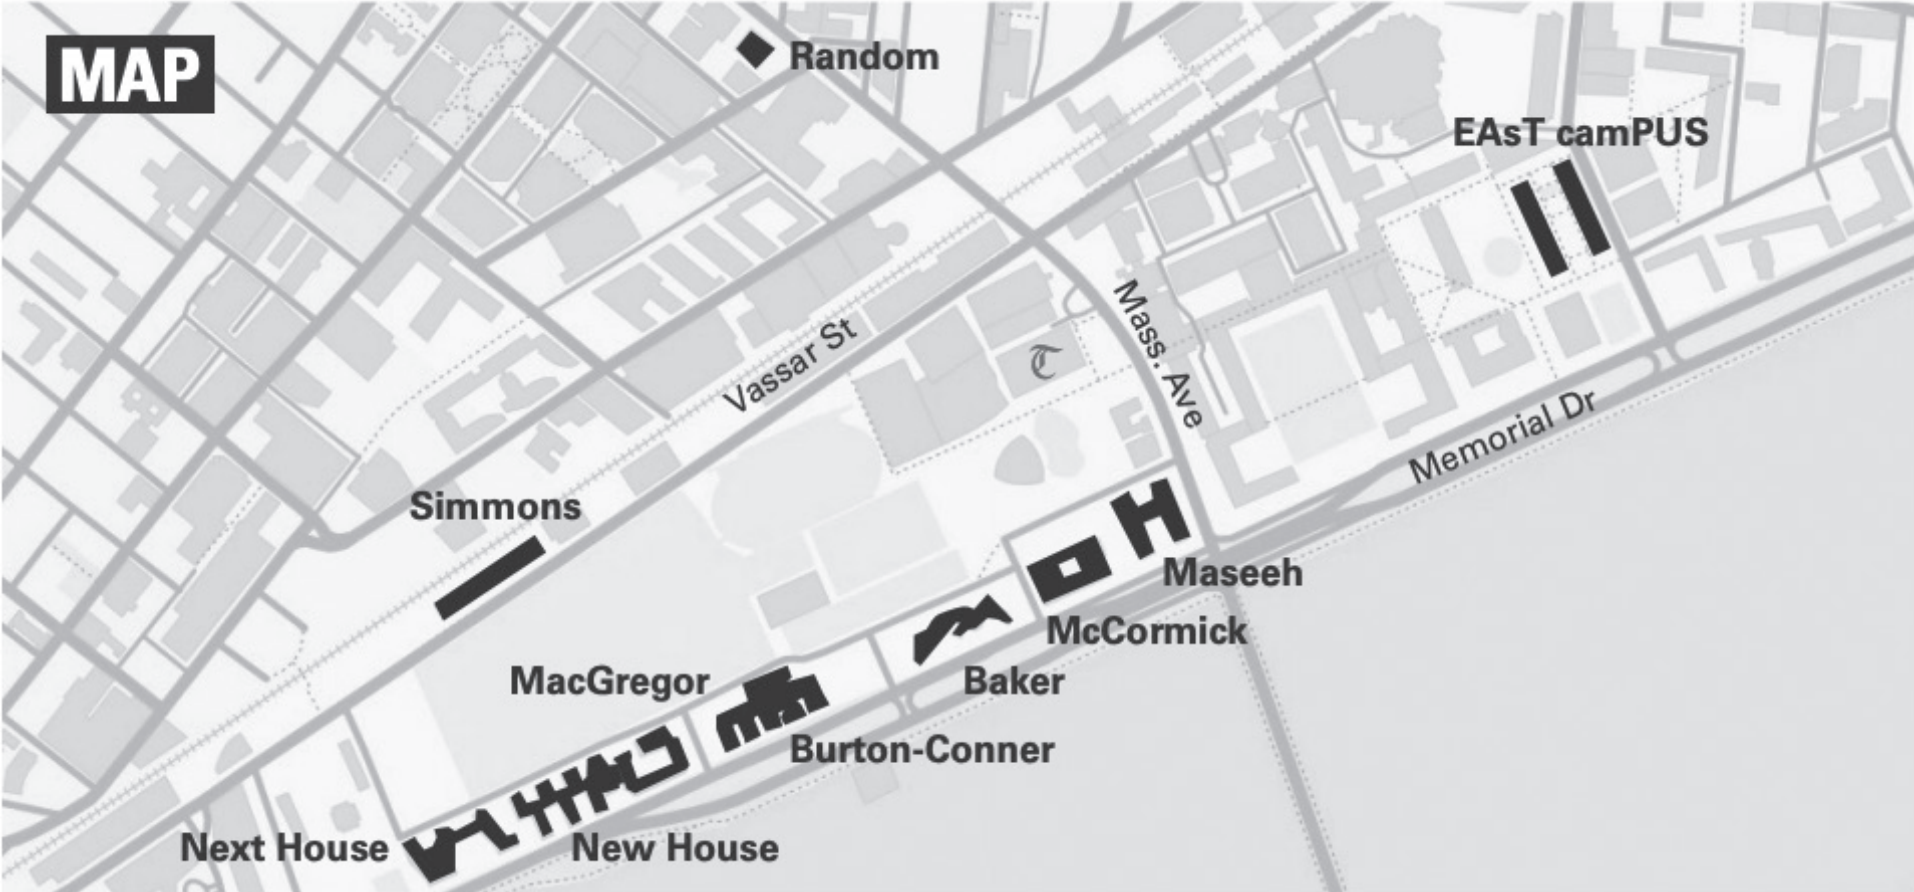 MAP
Random
EAsT camPUS
Vassar St
Mass. Ave
T
Memorial Dr
Simmons
Maseeh
McCormick
MacGregor
Baker
Burton-Conner
Next House
New House